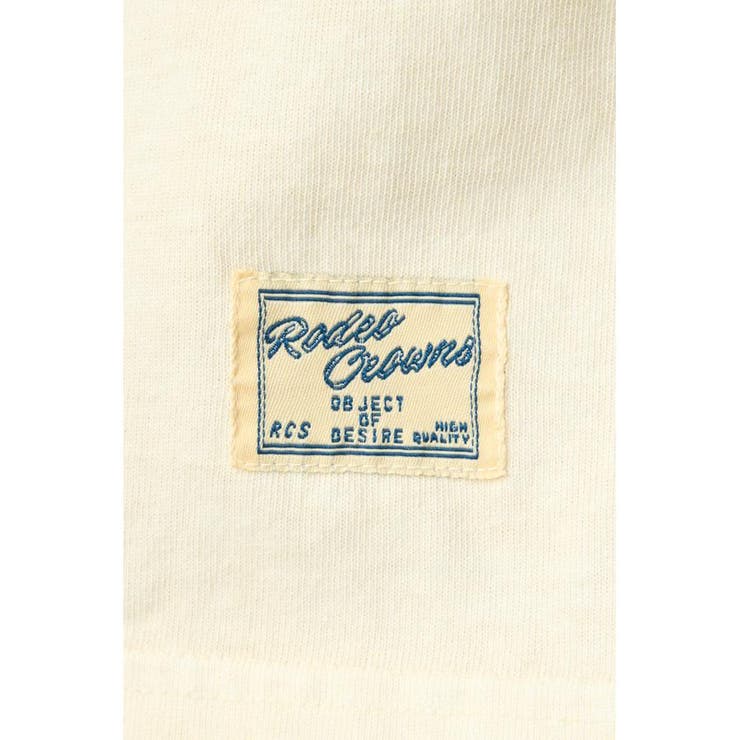 Rodeo
Crowns
OBJECT
OF
RCS DESIRE HIGH QUALITY